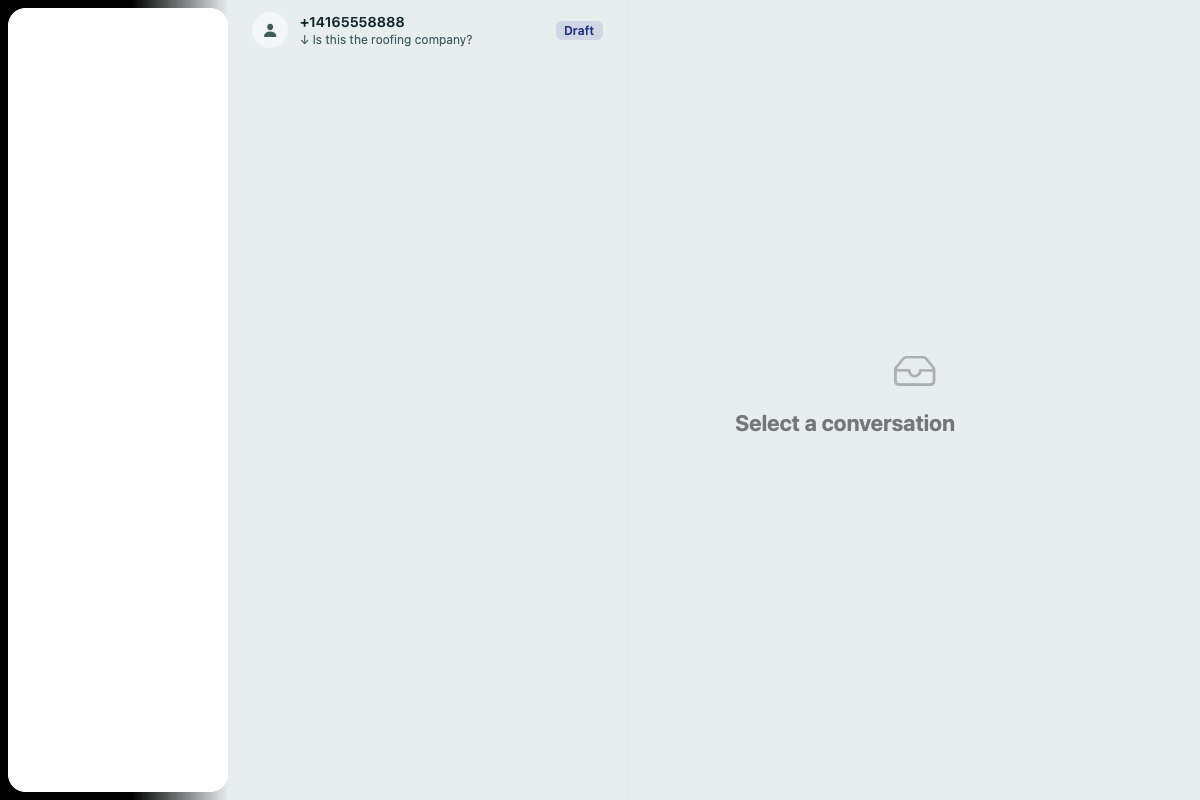 +14165558888
↓ Is this the roofing company?
Draft
Select a conversation